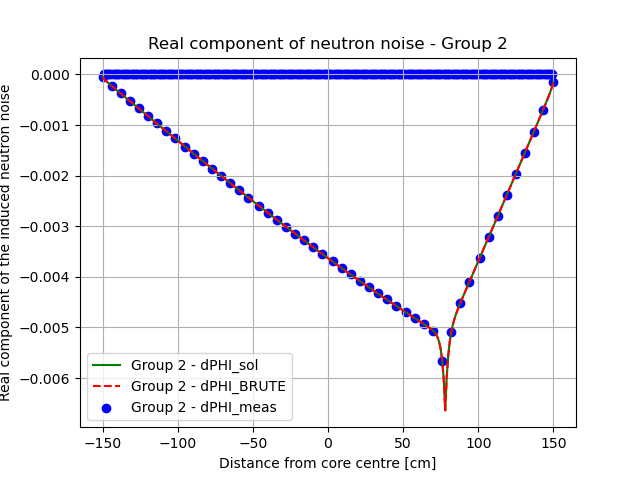 Real component of neutron noise - Group 2
Real component of the induced neutron noise
0.000
−0.001
−0.002
−0.003
−0.004
−0.005
−0.006
Group 2 - dPHI_sol
Group 2 - dPHI_BRUTE
Group 2 - dPHI_meas
−150 −100 −50 0 50 100 150
Distance from core centre [cm]